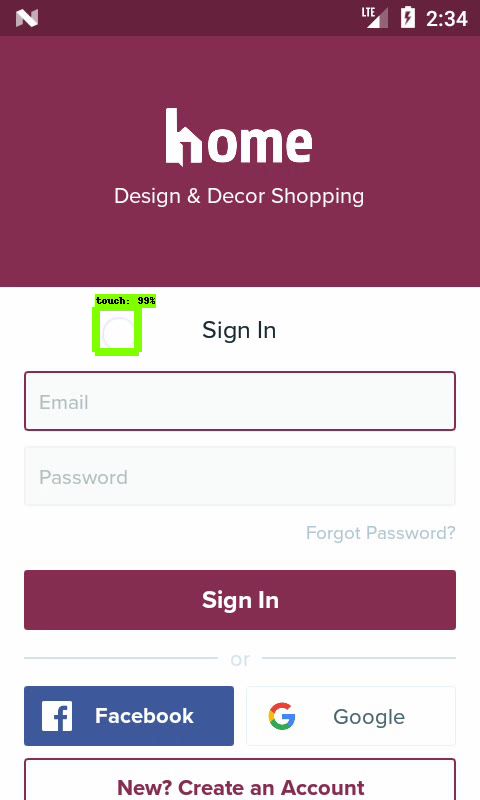 LTE 2:34
home
Design & Decor Shopping
touch: 99%
Sign In
Email
Password
Forgot Password?
Sign In
or
Facebook
Google
New? Create an Account